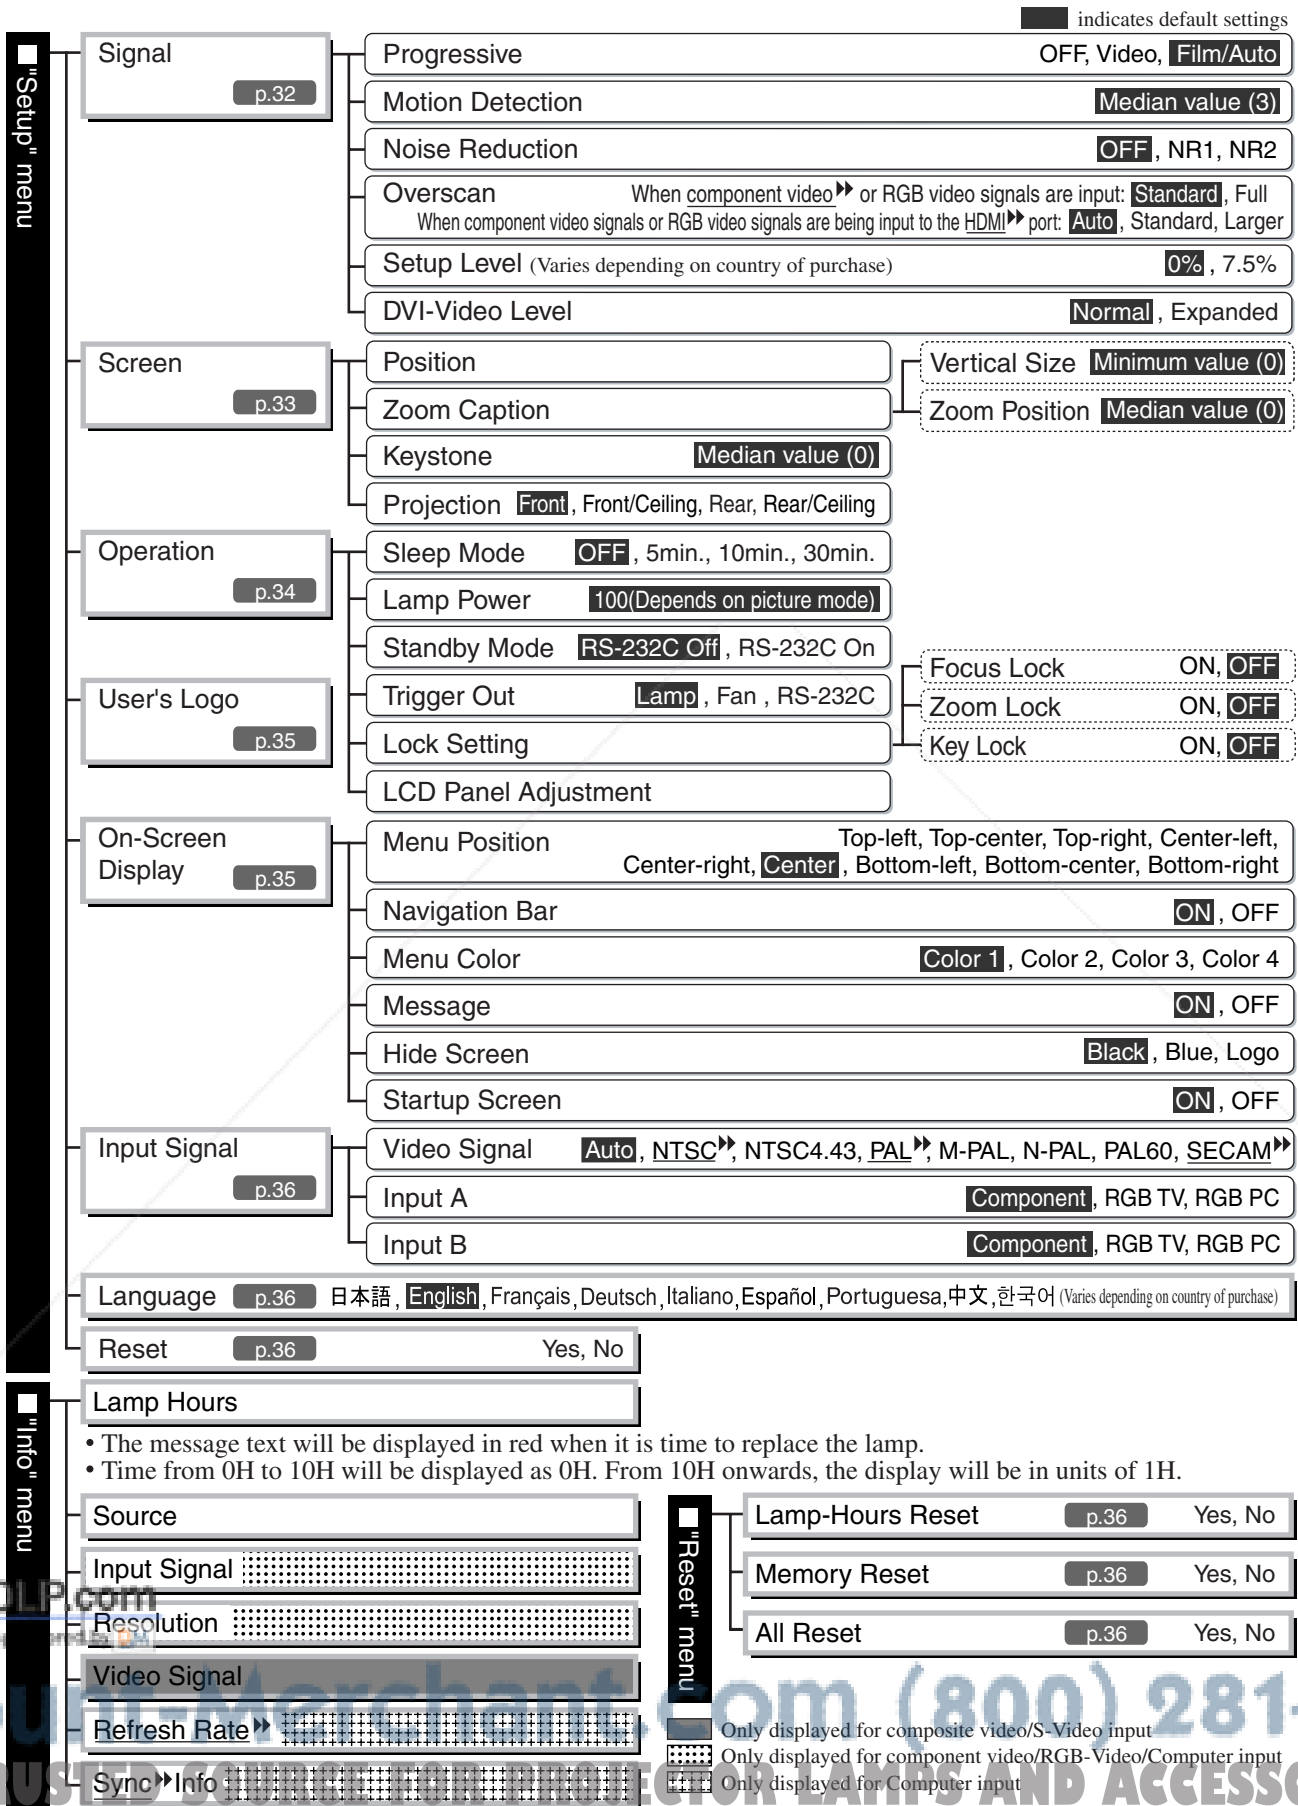 indicates default settings
"Setup" menu
Signal
p.32
Progressive OFF, Video, Film/Auto
Motion Detection Median value (3)
Noise Reduction OFF , NR1, NR2
Overscan When component video or RGB video signals are input: Standard , Full
When component video signals or RGB video signals are being input to the HDMI port: Auto , Standard, Larger
Setup Level (Varies depending on country of purchase) 0% , 7.5%
DVI-Video Level Normal , Expanded
Screen
p.33
Position
Zoom Caption
Vertical Size Minimum value (0)
Zoom Position Median value (0)
Keystone Median value (0)
Projection Front , Front/Ceiling, Rear, Rear/Ceiling
Operation
p.34
Sleep Mode OFF , 5min., 10min., 30min.
Lamp Power 100(Depends on picture mode)
Standby Mode RS-232C Off , RS-232C On
Trigger Out Lamp , Fan , RS-232C
Lock Setting
Focus Lock ON, OFF
Zoom Lock ON, OFF
Key Lock ON, OFF
LCD Panel Adjustment
User's Logo
p.35
On-Screen
Display
p.35
Menu Position Top-left, Top-center, Top-right, Center-left,
Center-right, Center , Bottom-left, Bottom-center, Bottom-right
Navigation Bar ON , OFF
Menu Color Color 1 , Color 2, Color 3, Color 4
Message ON , OFF
Hide Screen Black , Blue, Logo
Startup Screen ON , OFF
Input Signal
p.36
Video Signal Auto , NTSC, NTSC4.43, PAL, M-PAL, N-PAL, PAL60, SECAM
Input A Component , RGB TV, RGB PC
Input B Component , RGB TV, RGB PC
Language p.36 日本語 , English , Français , Deutsch , Italiano , Español , Portuguesa, 中文 , 한국어 (Varies depending on country of purchase)
Reset p.36 Yes, No
"Info" menu
Lamp Hours
• The message text will be displayed in red when it is time to replace the lamp.
• Time from 0H to 10H will be displayed as 0H. From 10H onwards, the display will be in units of 1H.
Source
Input Signal
Resolution
Video Signal
Refresh Rate
Sync Info
"Reset" menu
Lamp-Hours Reset p.36 Yes, No
Memory Reset p.36 Yes, No
All Reset p.36 Yes, No
Only displayed for composite video/S-Video input
Only displayed for component video/RGB-Video/Computer input
Only displayed for Computer input
.com
unt-Merchant.com (800) 281-
RUSTED SOURCE FOR PROJECTOR LAMPS AND ACCESSO